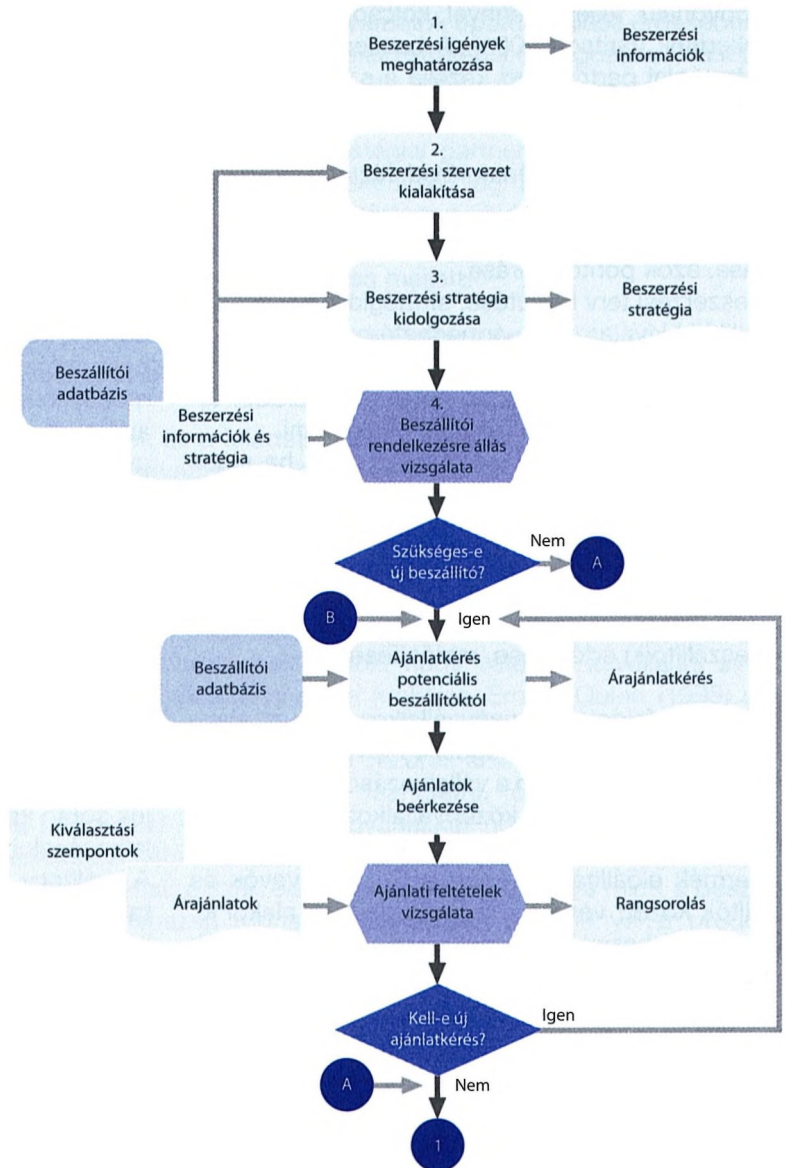 1.
Beszerzési igények
meghatározása
Beszerzési
információk
2.
Beszerzési szervezet
kialakítása
3.
Beszerzési stratégia
kidolgozása
Beszerzési
stratégia
Beszállítói
adatbázis
Beszerzési
információk és
stratégia
4.
Beszállítói
rendelkezésre állás
vizsgálata
Szükséges-e
új beszállító?
Nem
A
B
Igen
Beszállítói
adatbázis
Ajánlatkérés
potenciális
beszállítóktól
Árajánlatkérés
Ajánlatok
beérkezése
Kiválasztási
szempontok
Árajánlatok
Ajánlati feltételek
vizsgálata
Rangsorolás
Kell-e új
ajánlatkérés?
Igen
A
Nem
1